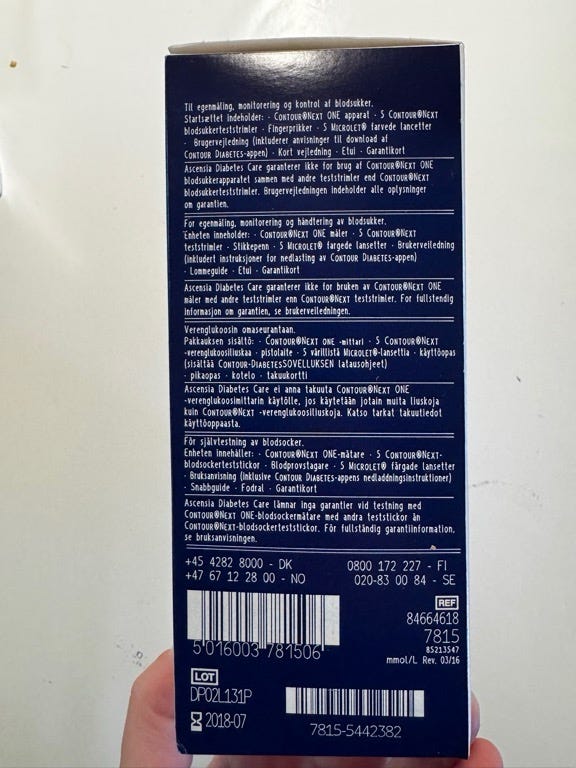 Til egenmåling, monitorering og kontrol af blodsukker.
Startsættet indeholder: · CONTOUR®NEXT ONE apparat · 5 CONTOUR®NEXT
blodsukkerteststrimler · Fingerprikker · 5 MICROLET® farvede lancetter
· Brugervejledning (inkluderer anvisninger til download af
CONTOUR DIABETES-appen) · Kort vejledning · Etui · Garantikort
Ascensia Diabetes Care garanterer ikke for brug af CONTOUR®NEXT ONE
blodsukkerapparatet sammen med andre teststrimler end CONTOUR®NEXT
blodsukkerteststrimler. Brugervejledningen indeholder alle oplysninger
om garantien.
For egenmåling, monitorering og håndtering av blodsukker.
Enheten inneholder: · CONTOUR®NEXT ONE måler · 5 CONTOUR®NEXT
teststrimler · Stikkepenn · 5 MICROLET® fargede lansetter · Brukerveiledning
(inkludert instruksjoner for nedlasting av CONTOUR DIABETES-appen)
· Lommeguide · Etui · Garantikort
Ascensia Diabetes Care garanterer ikke for bruken av CONTOUR®NEXT ONE
måler med andre teststrimler enn CONTOUR®NEXT teststrimler. For fullstendig
informasjon om garantien, se brukerveiledningen.
Verenglukoosin omaseurantaan.
Pakkauksen sisältö: · CONTOUR®NEXT ONE -mittari · 5 CONTOUR®NEXT
-verenglukoosiliuskaa · pistolaite · 5 värillistä MICROLET®-lansettia · käyttöopas
(sisältää CONTOUR-DIABETESSOVELLUKSEN latausohjeet)
· pikaopas · kotelo · takuukortti
Ascensia Diabetes Care ei anna takuuta CONTOUR®NEXT ONE
-verenglukoosimittarin käytölle, jos käytetään jotain muita liuskoja
kuin CONTOUR®NEXT -verenglukoosiliuskoja. Katso tarkat takuutiedot
käyttöoppaasta.
För självtestning av blodsocker.
Enheten innehåller: · CONTOUR®NEXT ONE-mätare · 5 CONTOUR®NEXT-
blodsockerteststickor · Blodprovstagare · 5 MICROLET® färgade lansetter
· Bruksanvisning (inklusive CONTOUR DIABETES-appens nedladdningsinstruktioner)
· Snabbguide · Fodral · Garantikort
Ascensia Diabetes Care lämnar inga garantier vid testning med
CONTOUR®NEXT ONE-blodsockermätare med andra teststickor än
CONTOUR®NEXT-blodsockerteststickor. För fullständig garantiinformation,
se bruksanvisningen.
+45 4282 8000 - DK 0800 172 227 - FI
+47 67 12 28 00 - NO 020-83 00 84 - SE
REF
84664618
7815
85213547
mmol/L Rev. 03/16
5 016003 781506
LOT
DP02L131P
2018-07
7815-5442382